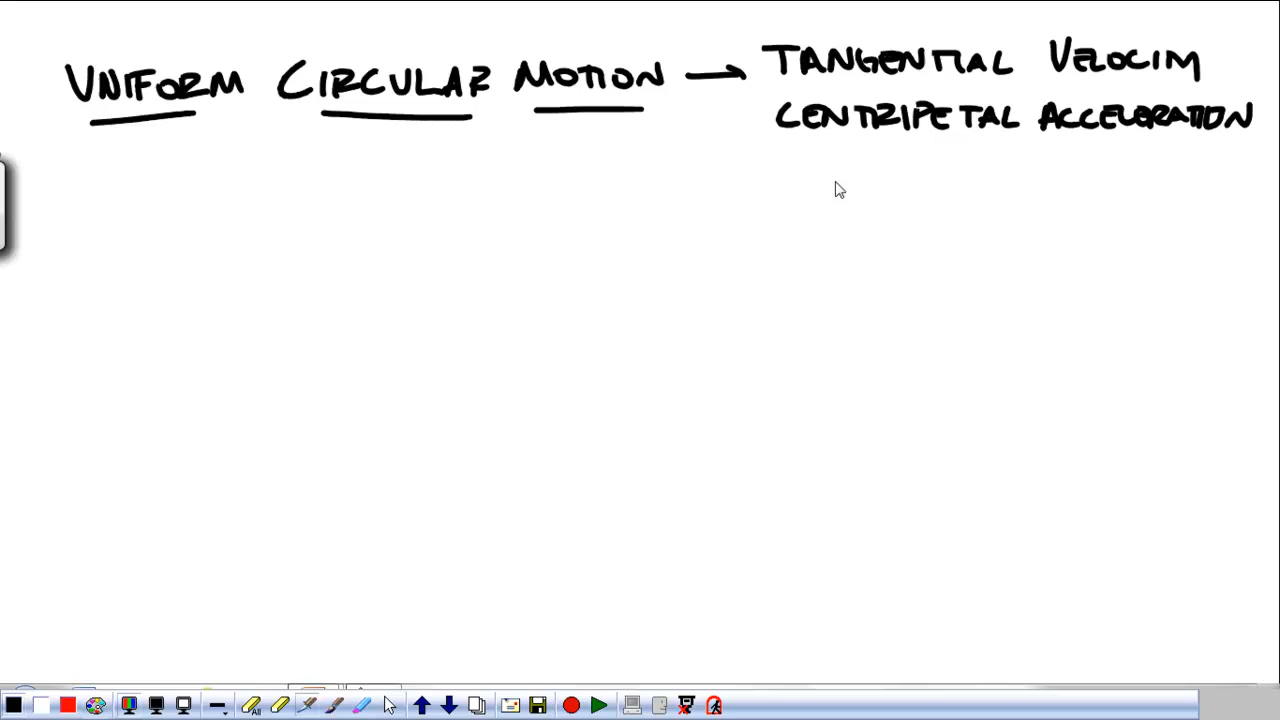 UNIFORM CIRCULAR MOTION → TANGENTIAL VELOCITY
CENTRIPETAL ACCELERATION